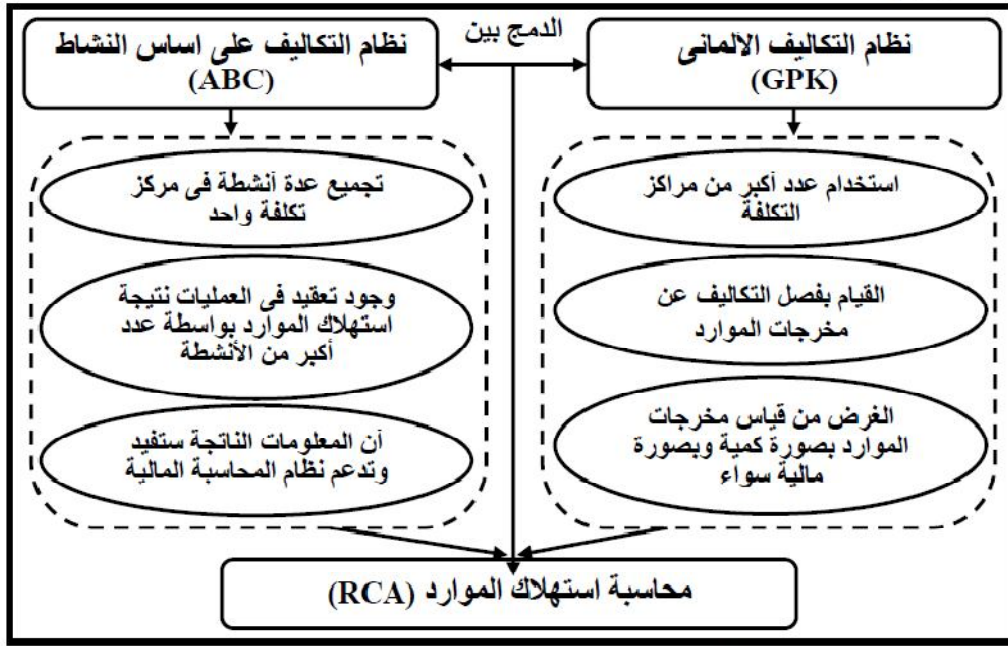 الدمج بين
نظام التكاليف الالمانى
(GPK)
استخدام عدد أكبر من مراكز
التكلفة
القيام بفصل التكاليف عن
مخرجات الموارد
الغرض من قياس مخرجات
الموارد بصورة كمية وبصورة
مالية سواء
نظام التكاليف على اساس النشاط
(ABC)
تجميع عدة أنشطة فى مركز
تكلفة واحد
وجود تعقيد فى العمليات نتيجة
استهلاك الموارد بواسطة عدد
أكبر من الأنشطة
أن المعلومات الناتجة ستفيد
وتدعم نظام المحاسبة المالية
محاسبة استهلاك الموارد (RCA)